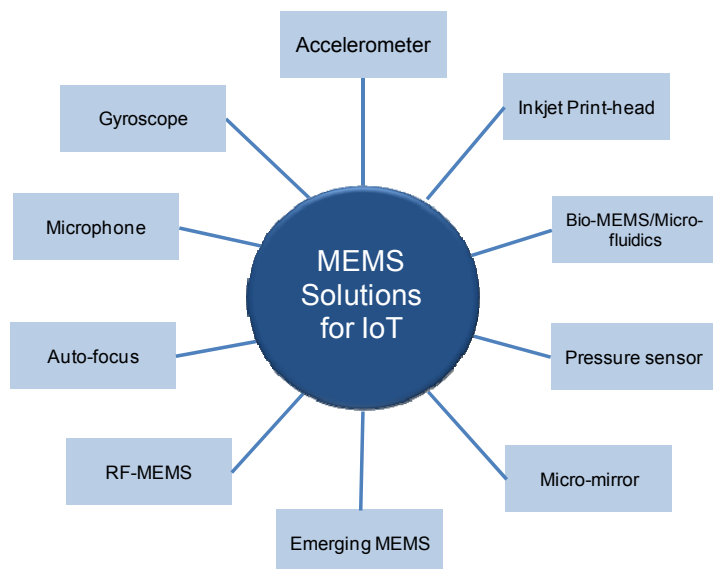 Accelerometer
Inkjet Print-head
Gyroscope
Bio-MEMS/Micro-
fluidics
Microphone
MEMS
Solutions
for IoT
Auto-focus
Pressure sensor
RF-MEMS
Micro-mirror
Emerging MEMS